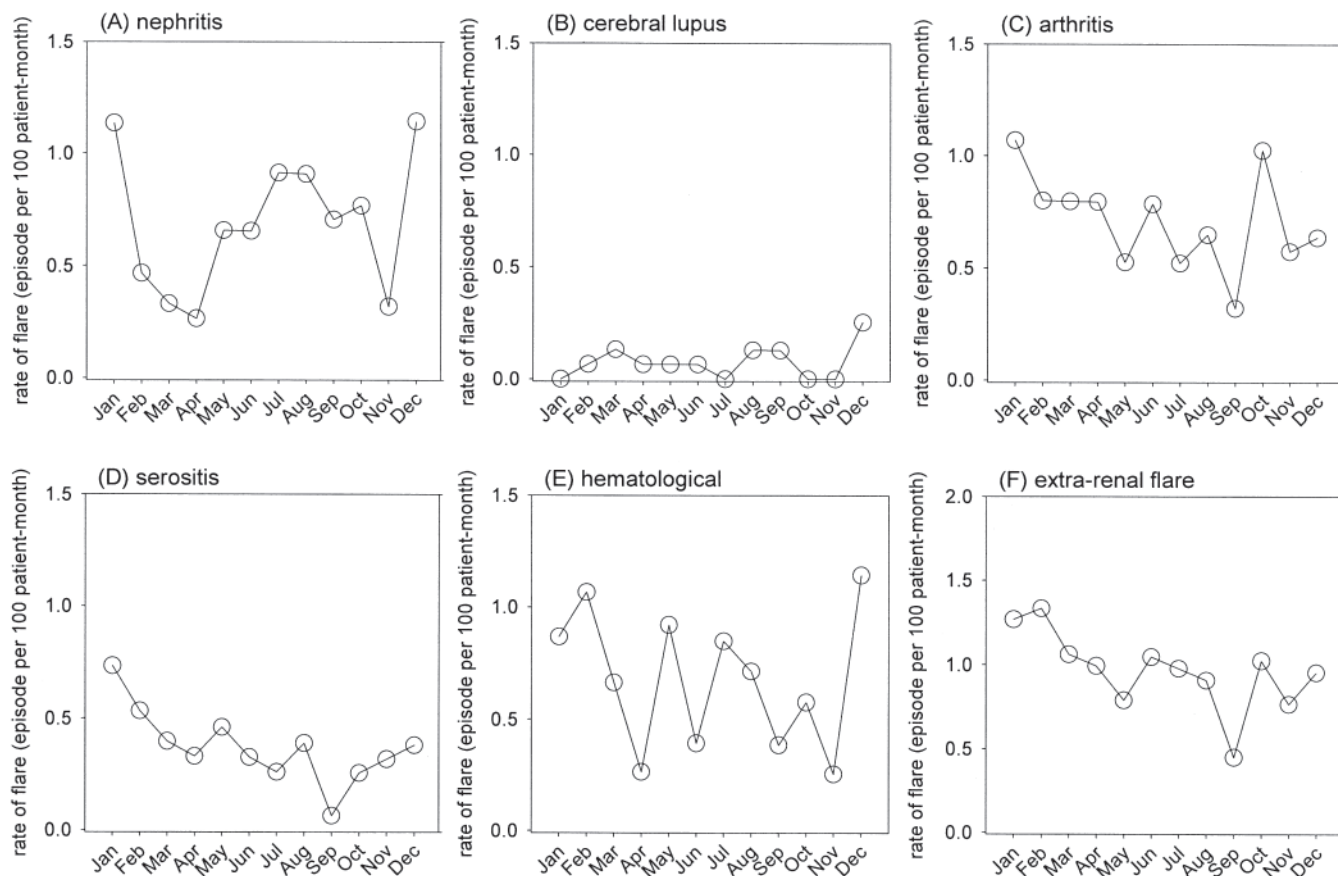 (A) nephritis
rate of flare (episode per 100 patient-month)
1.5
1.0
0.5
0.0
Jan Feb Mar Apr May Jun Jul Aug Sep Oct Nov Dec
(B) cerebral lupus
rate of flare (episode per 100 patient-month)
1.5
1.0
0.5
0.0
Jan Feb Mar Apr May Jun Jul Aug Sep Oct Nov Dec
(C) arthritis
rate of flare (episode per 100 patient-month)
1.5
1.0
0.5
0.0
Jan Feb Mar Apr May Jun Jul Aug Sep Oct Nov Dec
(D) serositis
rate of flare (episode per 100 patient-month)
1.5
1.0
0.5
0.0
Jan Feb Mar Apr May Jun Jul Aug Sep Oct Nov Dec
(E) hematological
rate of flare (episode per 100 patient-month)
1.5
1.0
0.5
0.0
Jan Feb Mar Apr May Jun Jul Aug Sep Oct Nov Dec
(F) extra-renal flare
rate of flare (episode per 100 patient-month)
2.0
1.5
1.0
0.5
0.0
Jan Feb Mar Apr May Jun Jul Aug Sep Oct Nov Dec